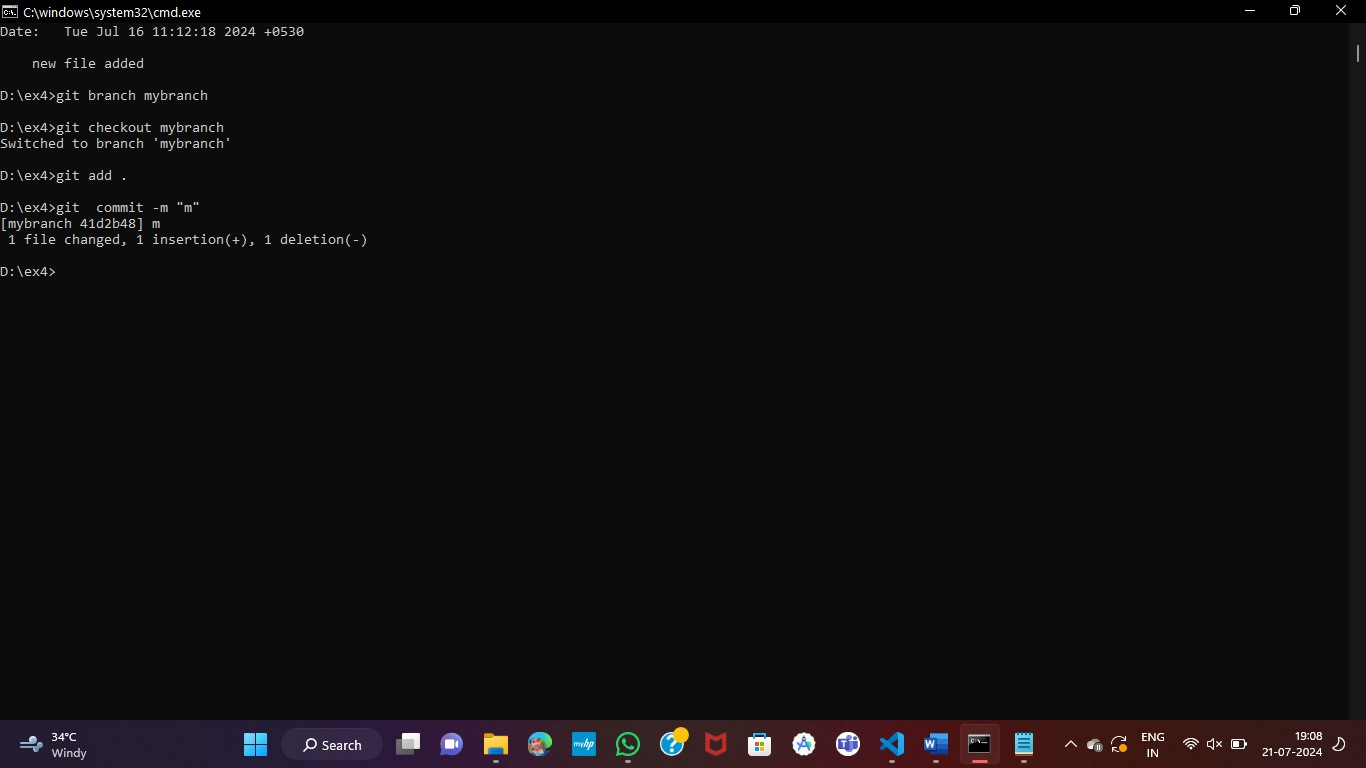 C:\windows\system32\cmd.exe
Date:   Tue Jul 16 11:12:18 2024 +0530
    new file added
D:\ex4>git branch mybranch
D:\ex4>git checkout mybranch
Switched to branch 'mybranch'
D:\ex4>git add .
D:\ex4>git  commit -m "m"
[mybranch 41d2b48] m
 1 file changed, 1 insertion(+), 1 deletion(-)
D:\ex4>
34°C
Windy
Search
myhp
ENG
IN
19:08
21-07-2024